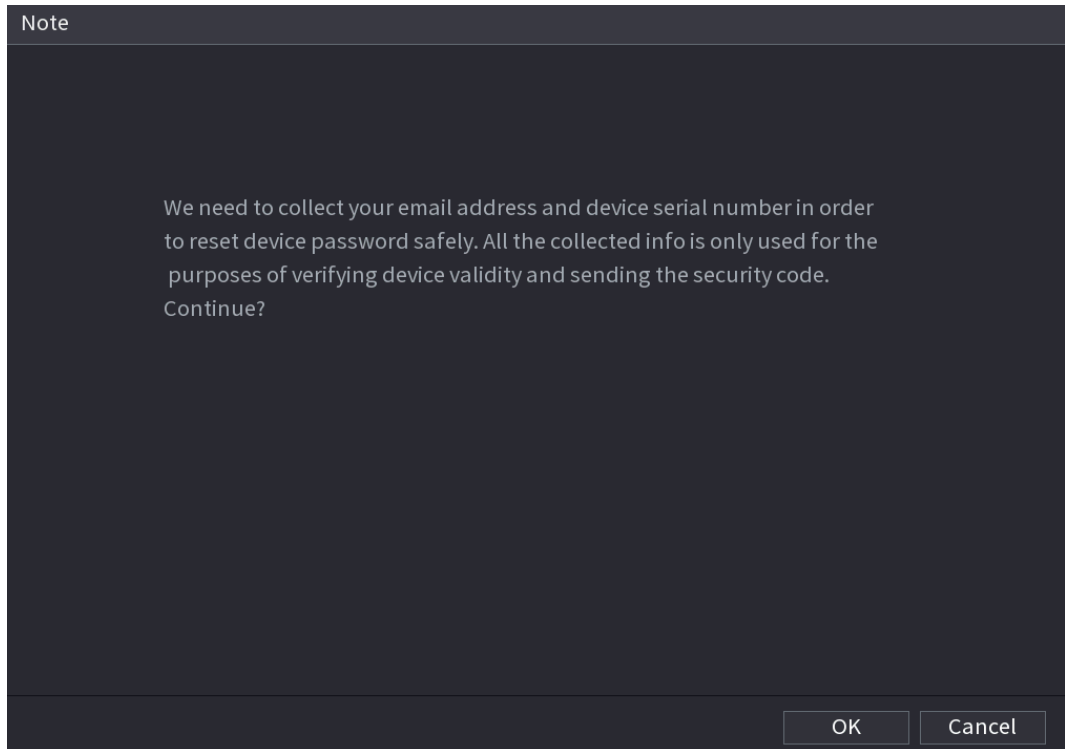 Note
We need to collect your email address and device serial number in order
to reset device password safely. All the collected info is only used for the
purposes of verifying device validity and sending the security code.
Continue?
OK
Cancel